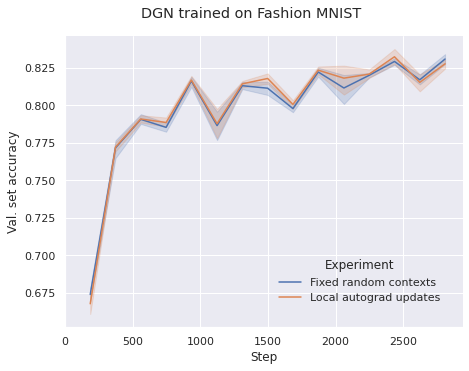 DGN trained on Fashion MNIST
Val. set accuracy
0.825
0.800
0.775
0.750
0.725
0.700
0.675
Experiment
Fixed random contexts
Local autograd updates
0 500 1000 1500 2000 2500
Step